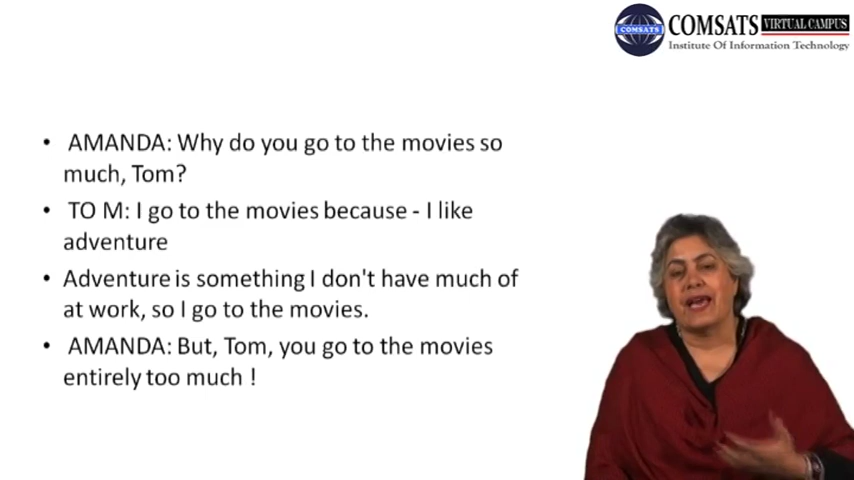 COMSATS
COMSATS VIRTUAL CAMPUS
Institute Of Information Technology
• AMANDA: Why do you go to the movies so
much, Tom?
• TO M: I go to the movies because - I like
adventure
• Adventure is something I don't have much of
at work, so I go to the movies.
• AMANDA: But, Tom, you go to the movies
entirely too much !